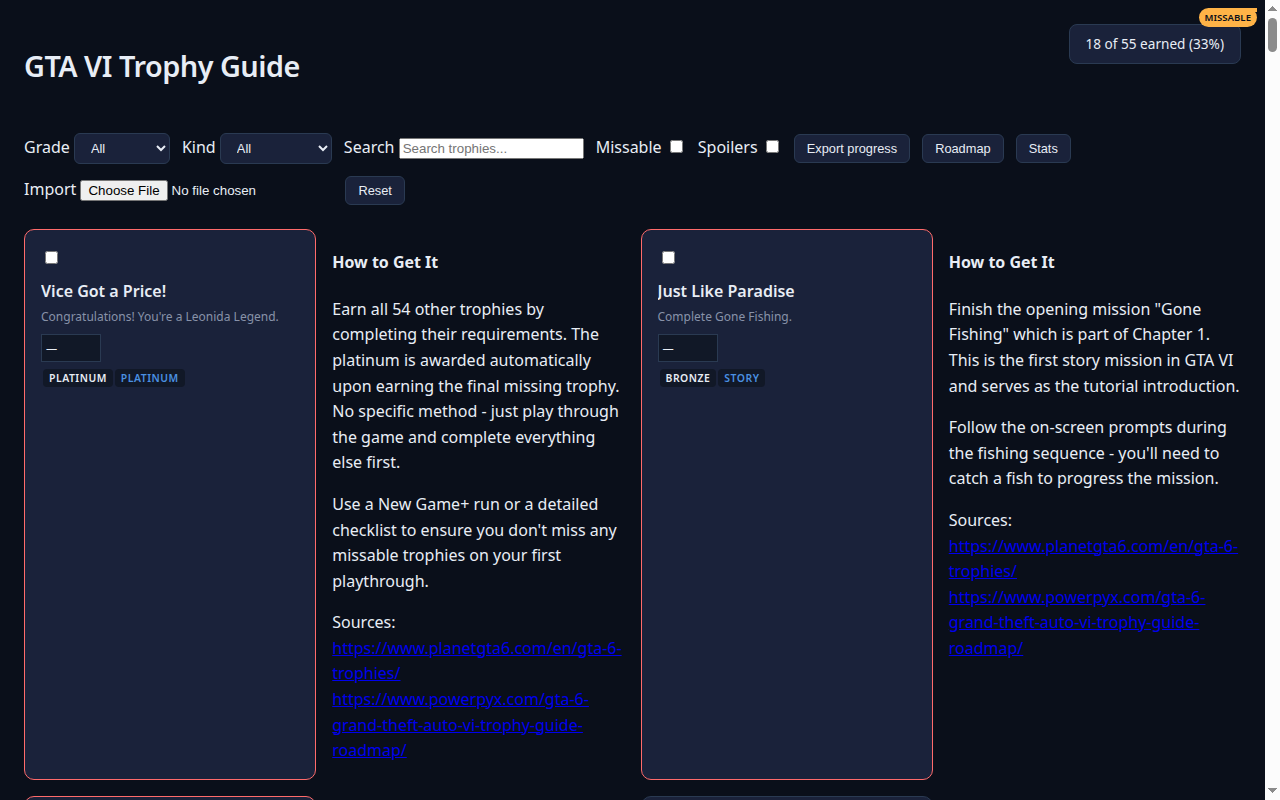 MISSABLE
GTA VI Trophy Guide
18 of 55 earned (33%)
Grade All Kind All Search Search trophies... Missable Spoilers Export progress Roadmap Stats
Import Choose File No file chosen Reset
Vice Got a Price!
Congratulations! You're a Leonida Legend.
—
PLATINUM PLATINUM
How to Get It
Earn all 54 other trophies by
completing their requirements. The
platinum is awarded automatically
upon earning the final missing trophy.
No specific method - just play through
the game and complete everything
else first.
Use a New Game+ run or a detailed
checklist to ensure you don't miss any
missable trophies on your first
playthrough.
Sources:
https://www.planetgta6.com/en/gta-6-
trophies/
https://www.powerpyx.com/gta-6-
grand-theft-auto-vi-trophy-guide-
roadmap/
Just Like Paradise
Complete Gone Fishing.
—
BRONZE STORY
How to Get It
Finish the opening mission "Gone
Fishing" which is part of Chapter 1.
This is the first story mission in GTA VI
and serves as the tutorial introduction.
Follow the on-screen prompts during
the fishing sequence - you'll need to
catch a fish to progress the mission.
Sources:
https://www.planetgta6.com/en/gta-6-
trophies/
https://www.powerpyx.com/gta-6-
grand-theft-auto-vi-trophy-guide-
roadmap/